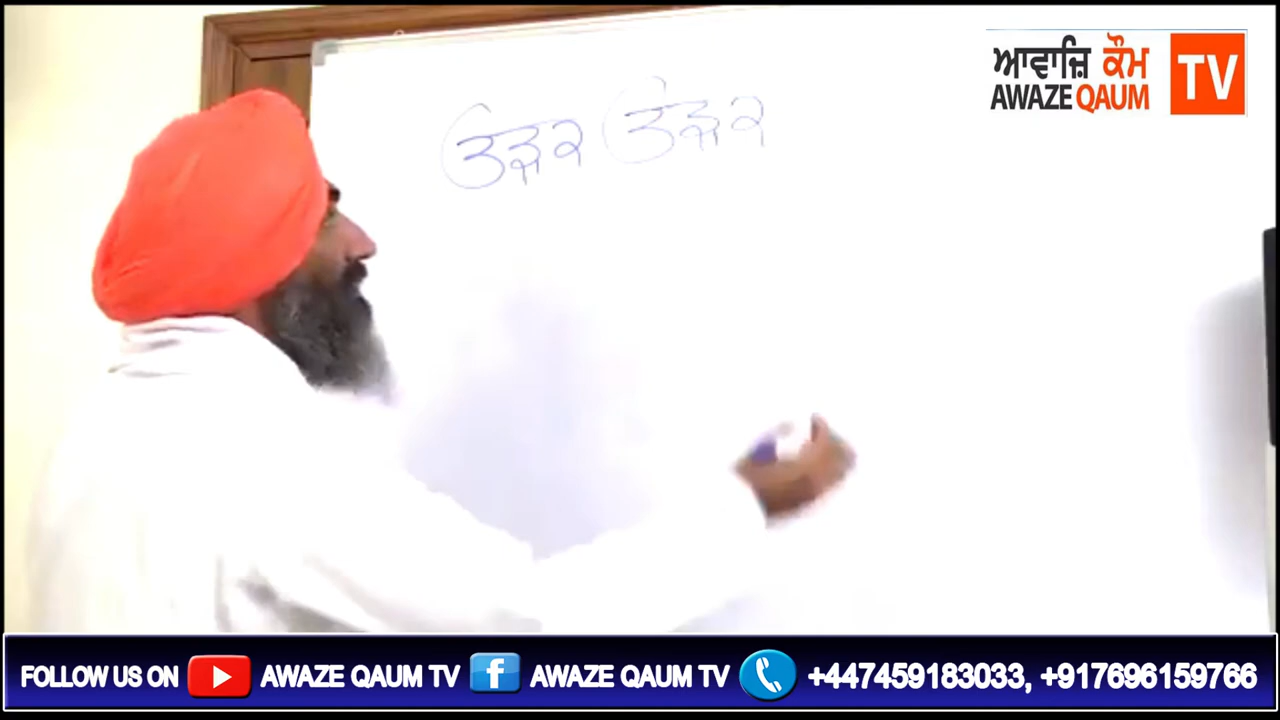 ਆਵਾਜ਼ਿ ਕੌਮ TV
AWAZE QAUM
FOLLOW US ON AWAZE QAUM TV f AWAZE QAUM TV +447459183033, +917696159766